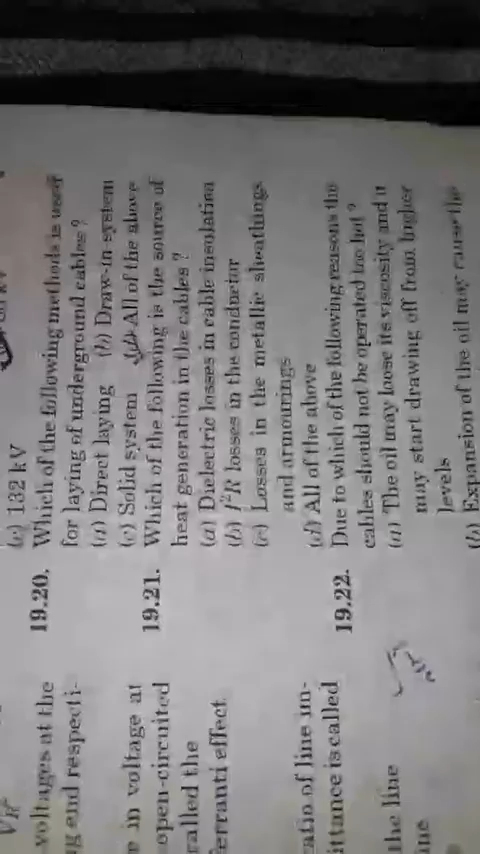 voltages at the
g end respecti-
e in voltage at
open-circuited
called the
erranti effect.
ratio of line im-
ittance is called
the line
ine
132 kV
19.20. Which of the following methods is used
for laying of underground cables ?
(a) Direct laying (b) Draw-in-system
(c) Solid system (d) All of the above
19.21. Which of the following is the source of
heat generation in the cables ?
(a) Dielectric losses in cable insulation
(b) I²R losses in the conductor
(c) Losses in the metallic sheathings
and armourings
(d) All of the above
19.22. Due to which of the following reasons the
cables should not be operated too hot ?
(a) The oil may loose its viscosity and it
may start drawing off from higher
levels
(b) Expansion of the oil may cause the